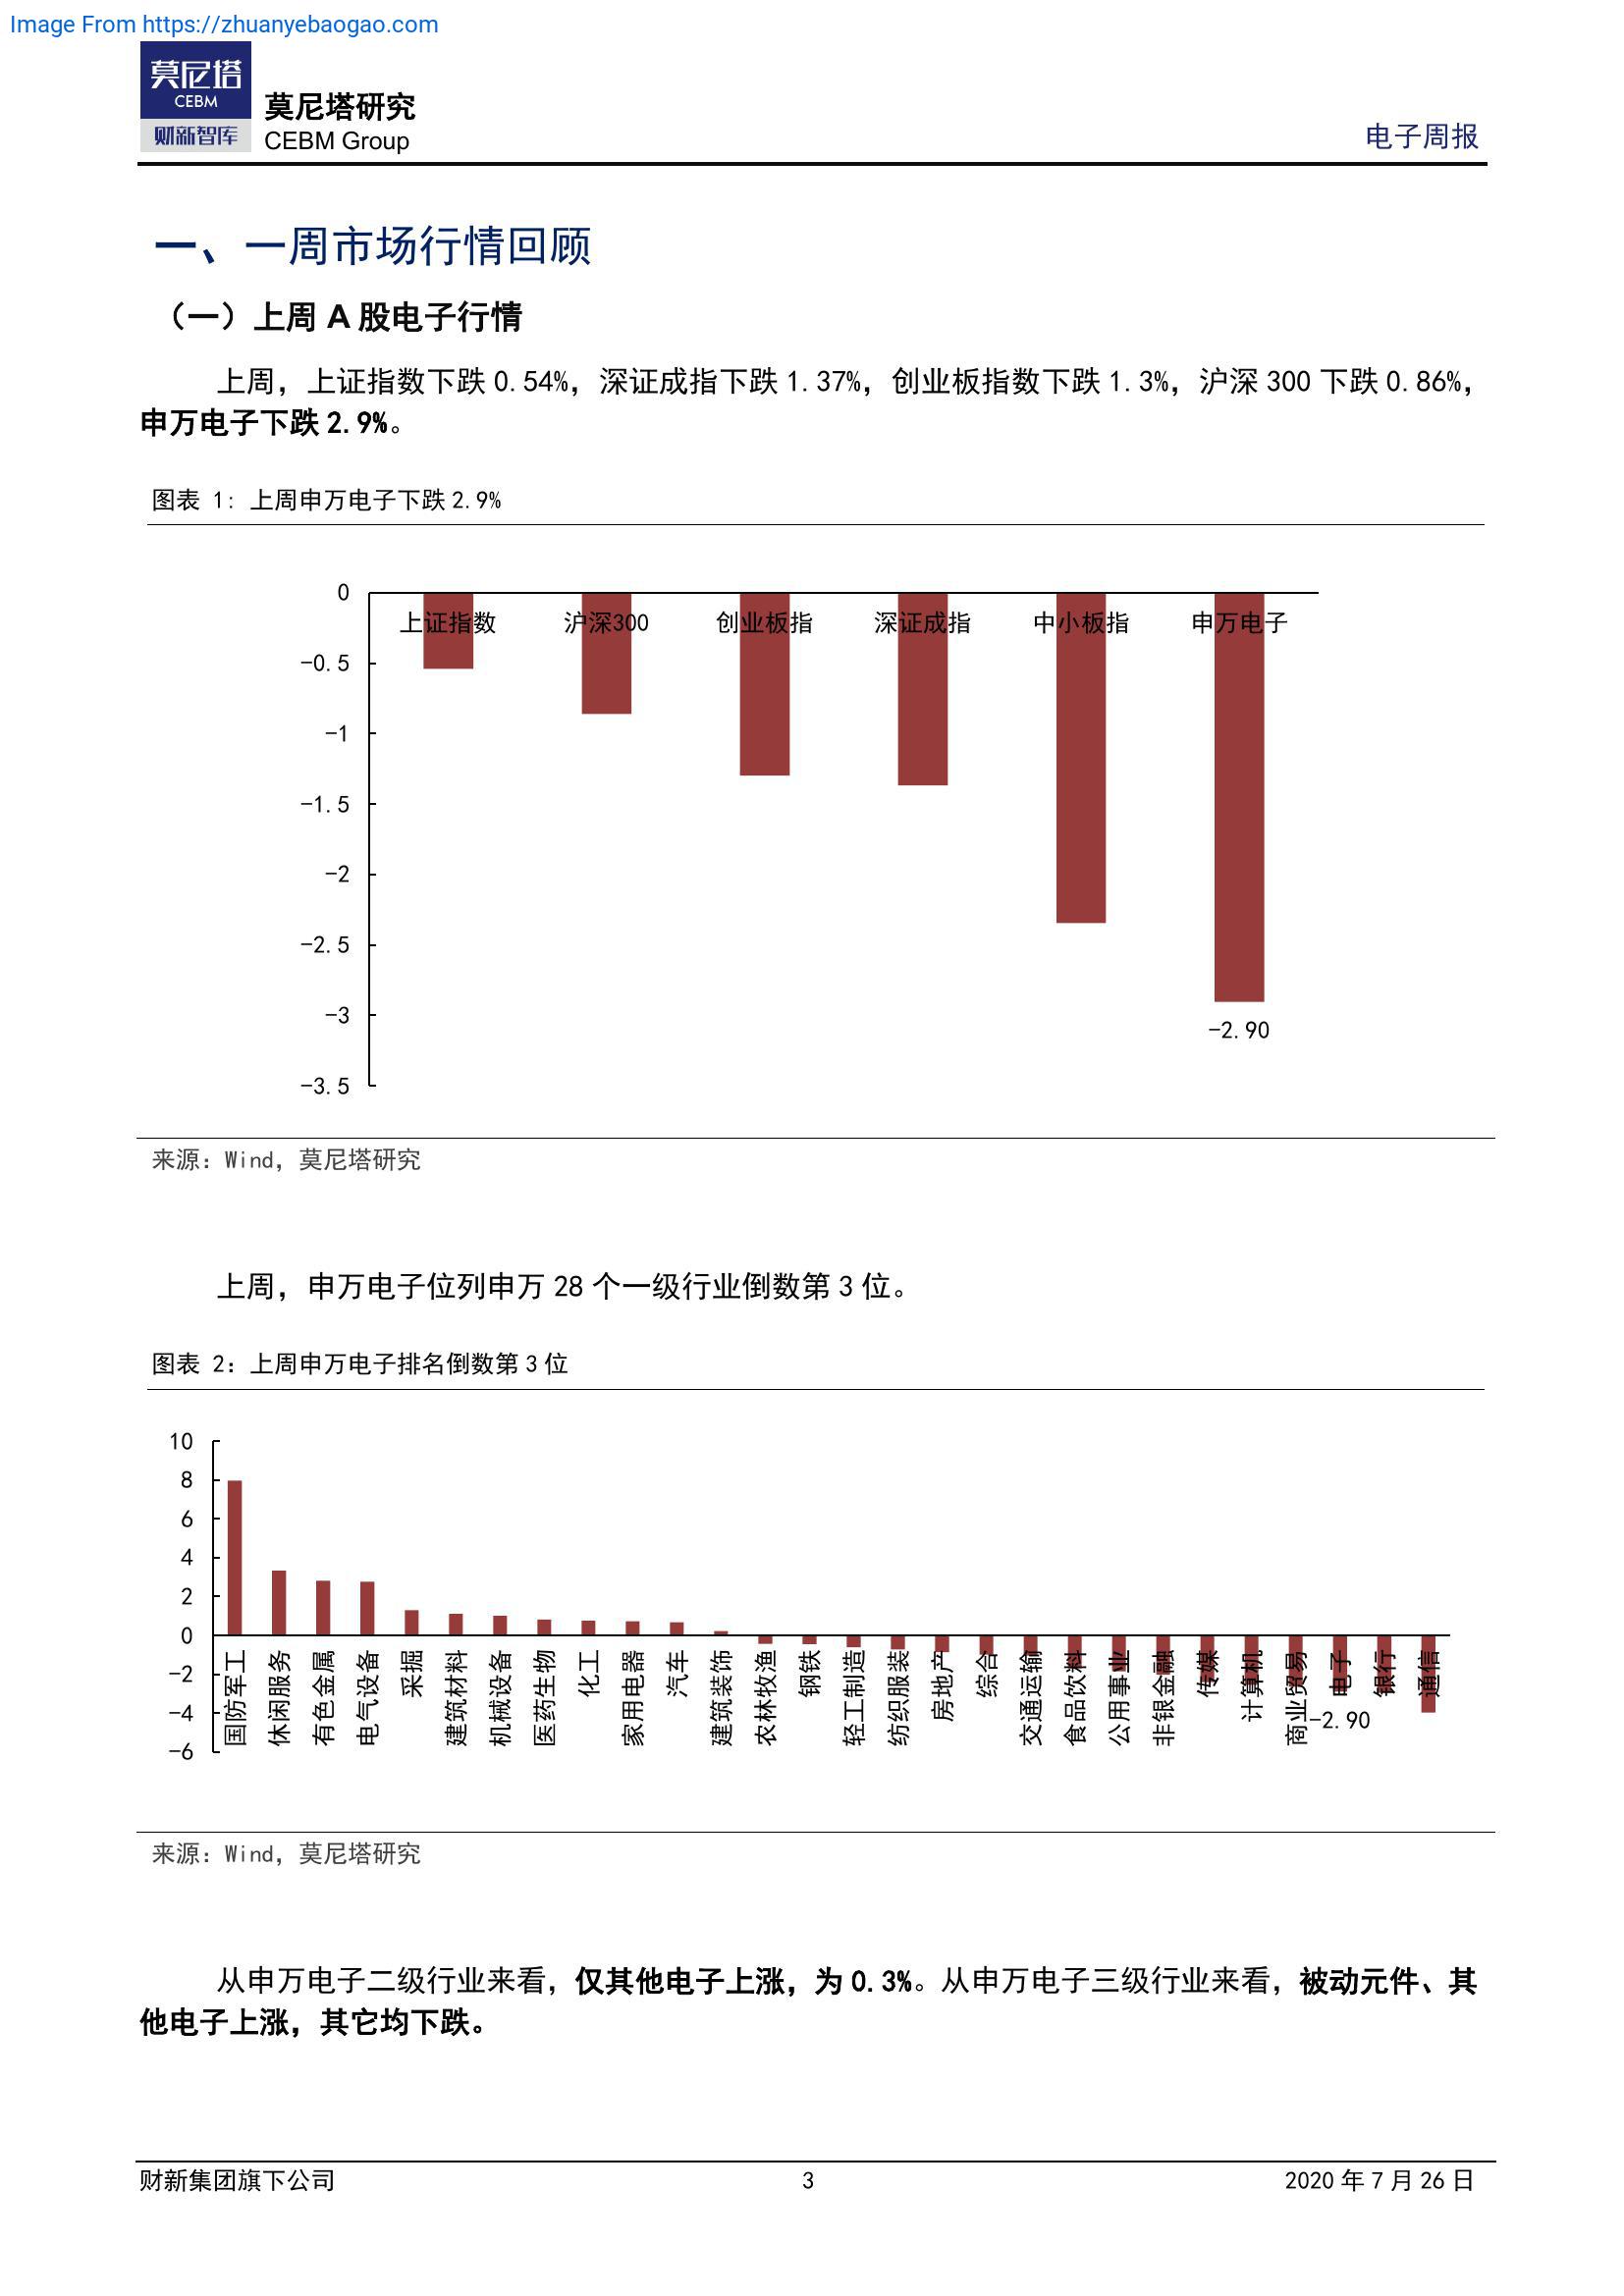 Image From https://zhuanyebaogao.com
莫尼塔
CEBM
财新智库
莫尼塔研究
CEBM Group
电子周报
一、一周市场行情回顾
（一）上周 A 股电子行情
上周，上证指数下跌 0.54%，深证成指下跌 1.37%，创业板指数下跌 1.3%，沪深 300 下跌 0.86%，
申万电子下跌 2.9%。
图表 1: 上周申万电子下跌 2.9%
0
-0.5
-1
-1.5
-2
-2.5
-3
-3.5
上证指数 沪深300 创业板指 深证成指 中小板指 申万电子
-2.90
来源：Wind，莫尼塔研究
上周，申万电子位列申万 28 个一级行业倒数第 3 位。
图表 2：上周申万电子排名倒数第 3 位
10
8
6
4
2
0
-2
-4
-6
国防军工
休闲服务
有色金属
电气设备
采掘
建筑材料
机械设备
医药生物
化工
家用电器
汽车
建筑装饰
农林牧渔
钢铁
轻工制造
纺织服装
房地产
综合
交通运输
食品饮料
公用事业
非银金融
传媒
计算机
商业贸易
电子
银行
通信
-2.90
来源：Wind，莫尼塔研究
从申万电子二级行业来看，仅其他电子上涨，为 0.3%。从申万电子三级行业来看，被动元件、其
他电子上涨，其它均下跌。
财新集团旗下公司
3
2020 年 7 月 26 日